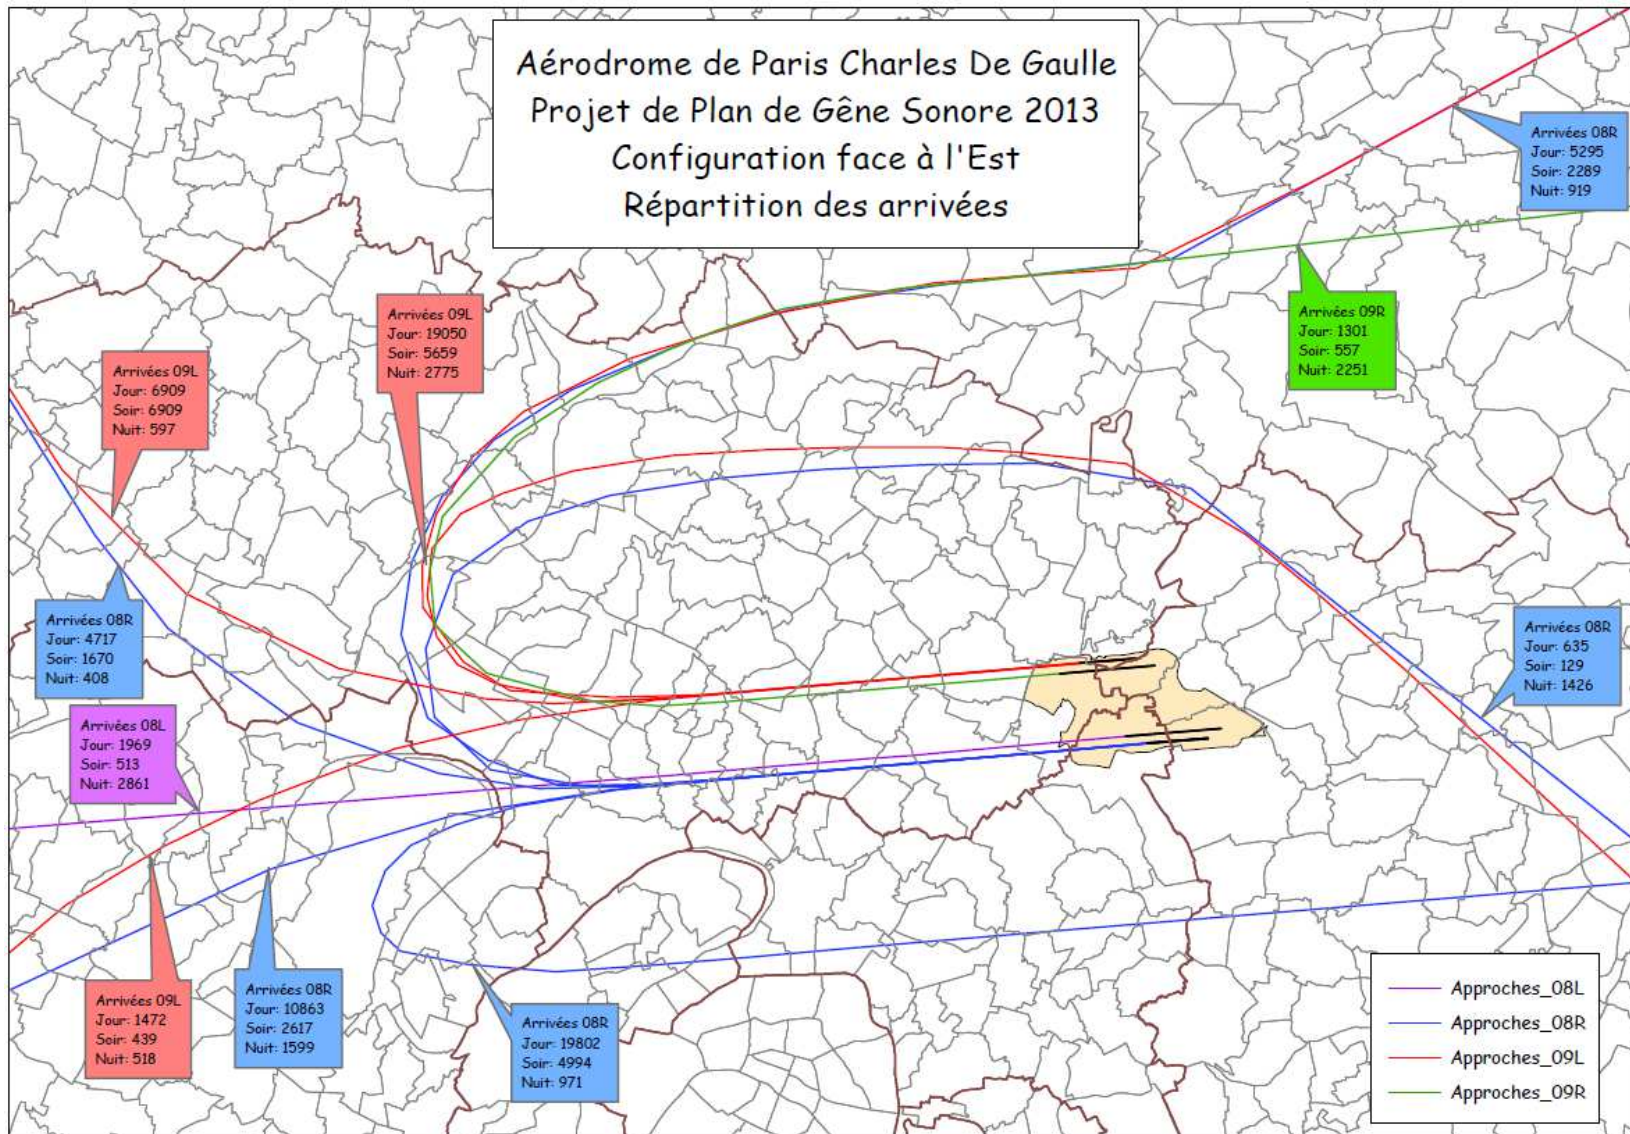 Aérodrome de Paris Charles De Gaulle
Projet de Plan de Gêne Sonore 2013
Configuration face à l'Est
Répartition des arrivées
Arrivées 08R
Jour: 5295
Soir: 2289
Nuit: 919
Arrivées 09R
Jour: 1301
Soir: 557
Nuit: 2251
Arrivées 09L
Jour: 19050
Soir: 5659
Nuit: 2775
Arrivées 09L
Jour: 6909
Soir: 6909
Nuit: 597
Arrivées 08R
Jour: 4717
Soir: 1670
Nuit: 408
Arrivées 08R
Jour: 635
Soir: 129
Nuit: 1426
Arrivées 08L
Jour: 1969
Soir: 513
Nuit: 2861
Arrivées 09L
Jour: 1472
Soir: 439
Nuit: 518
Arrivées 08R
Jour: 10863
Soir: 2617
Nuit: 1599
Arrivées 08R
Jour: 19802
Soir: 4994
Nuit: 971
Approches_08L
Approches_08R
Approches_09L
Approches_09R